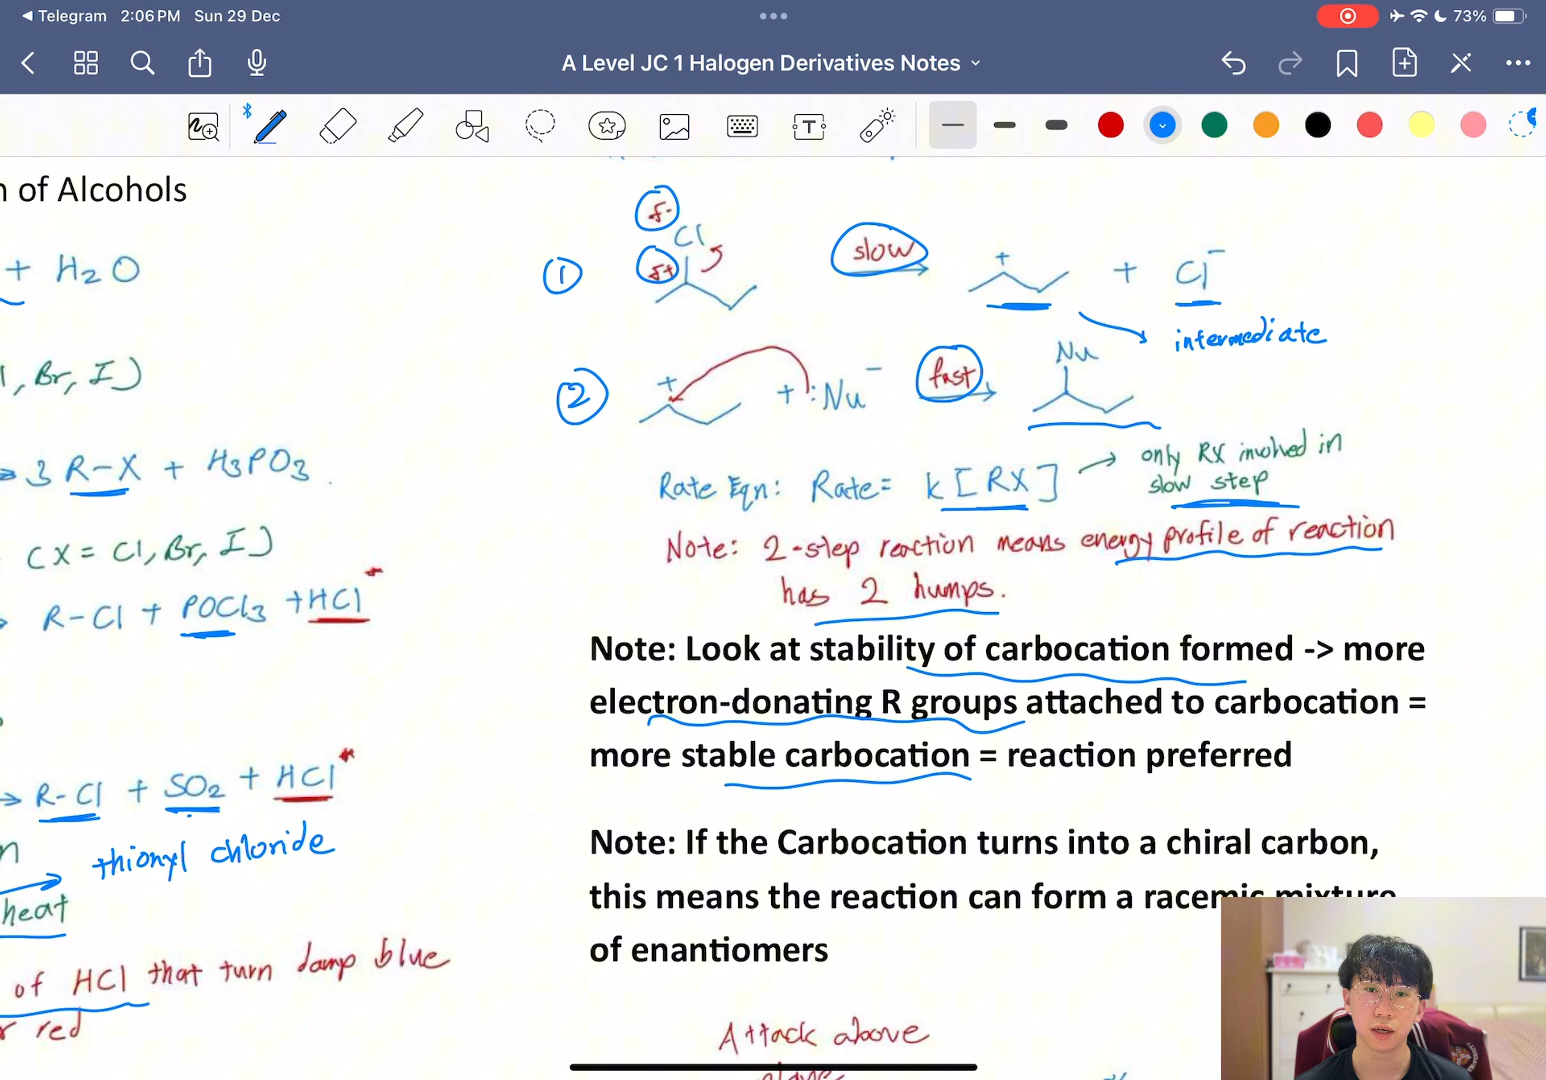 Telegram 2:06 PM Sun 29 Dec
73%
A Level JC 1 Halogen Derivatives Notes
n of Alcohols
+ H2O
l, Br, I)
→ 3 R-X + H3PO3
(X = Cl, Br, I)
R-Cl + POCl3 + HCl*
→ R-Cl + SO2 + HCl*
n
thionyl chloride
heat
of HCl that turn damp blue
r red
δ-
Cl
① δ+ slow + + Cl⁻
intermediate
Nu
② + + :Nu⁻ fast
Rate Eqn: Rate = k[RX] → only RX involved in
slow step
Note: 2-step reaction means energy profile of reaction
has 2 humps.
Note: Look at stability of carbocation formed -> more
electron-donating R groups attached to carbocation =
more stable carbocation = reaction preferred
Note: If the Carbocation turns into a chiral carbon,
this means the reaction can form a racemic mixture
of enantiomers
Attack above
plane